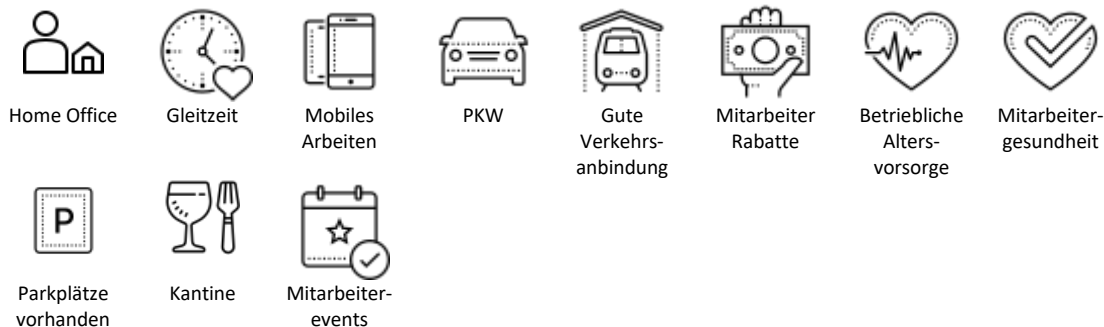 Home Office
Gleitzeit
Mobiles
Arbeiten
PKW
Gute
Verkehrs-
anbindung
Mitarbeiter
Rabatte
Betriebliche
Alters-
vorsorge
Mitarbeiter-
gesundheit
P
Parkplätze
vorhanden
Kantine
Mitarbeiter-
events